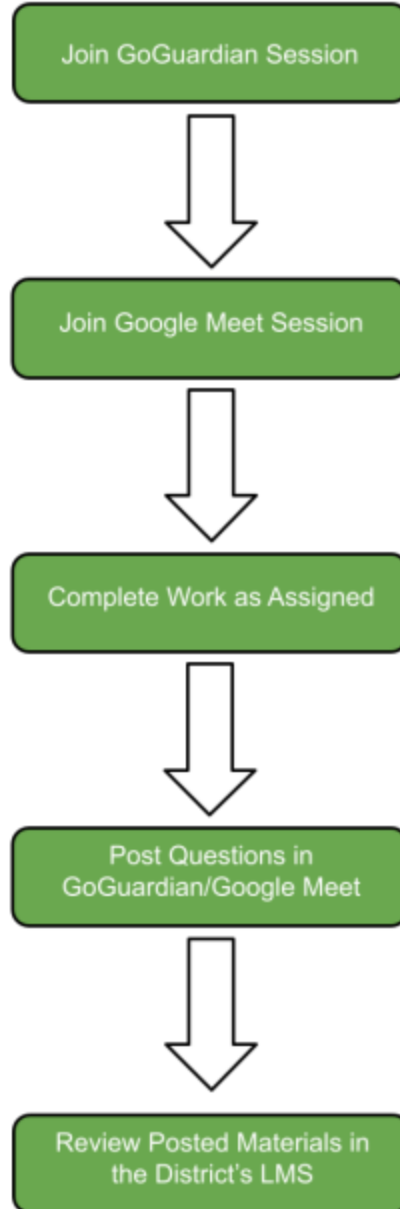 Join GoGuardian Session
Join Google Meet Session
Complete Work as Assigned
Post Questions in
GoGuardian/Google Meet
Review Posted Materials in
the District's LMS